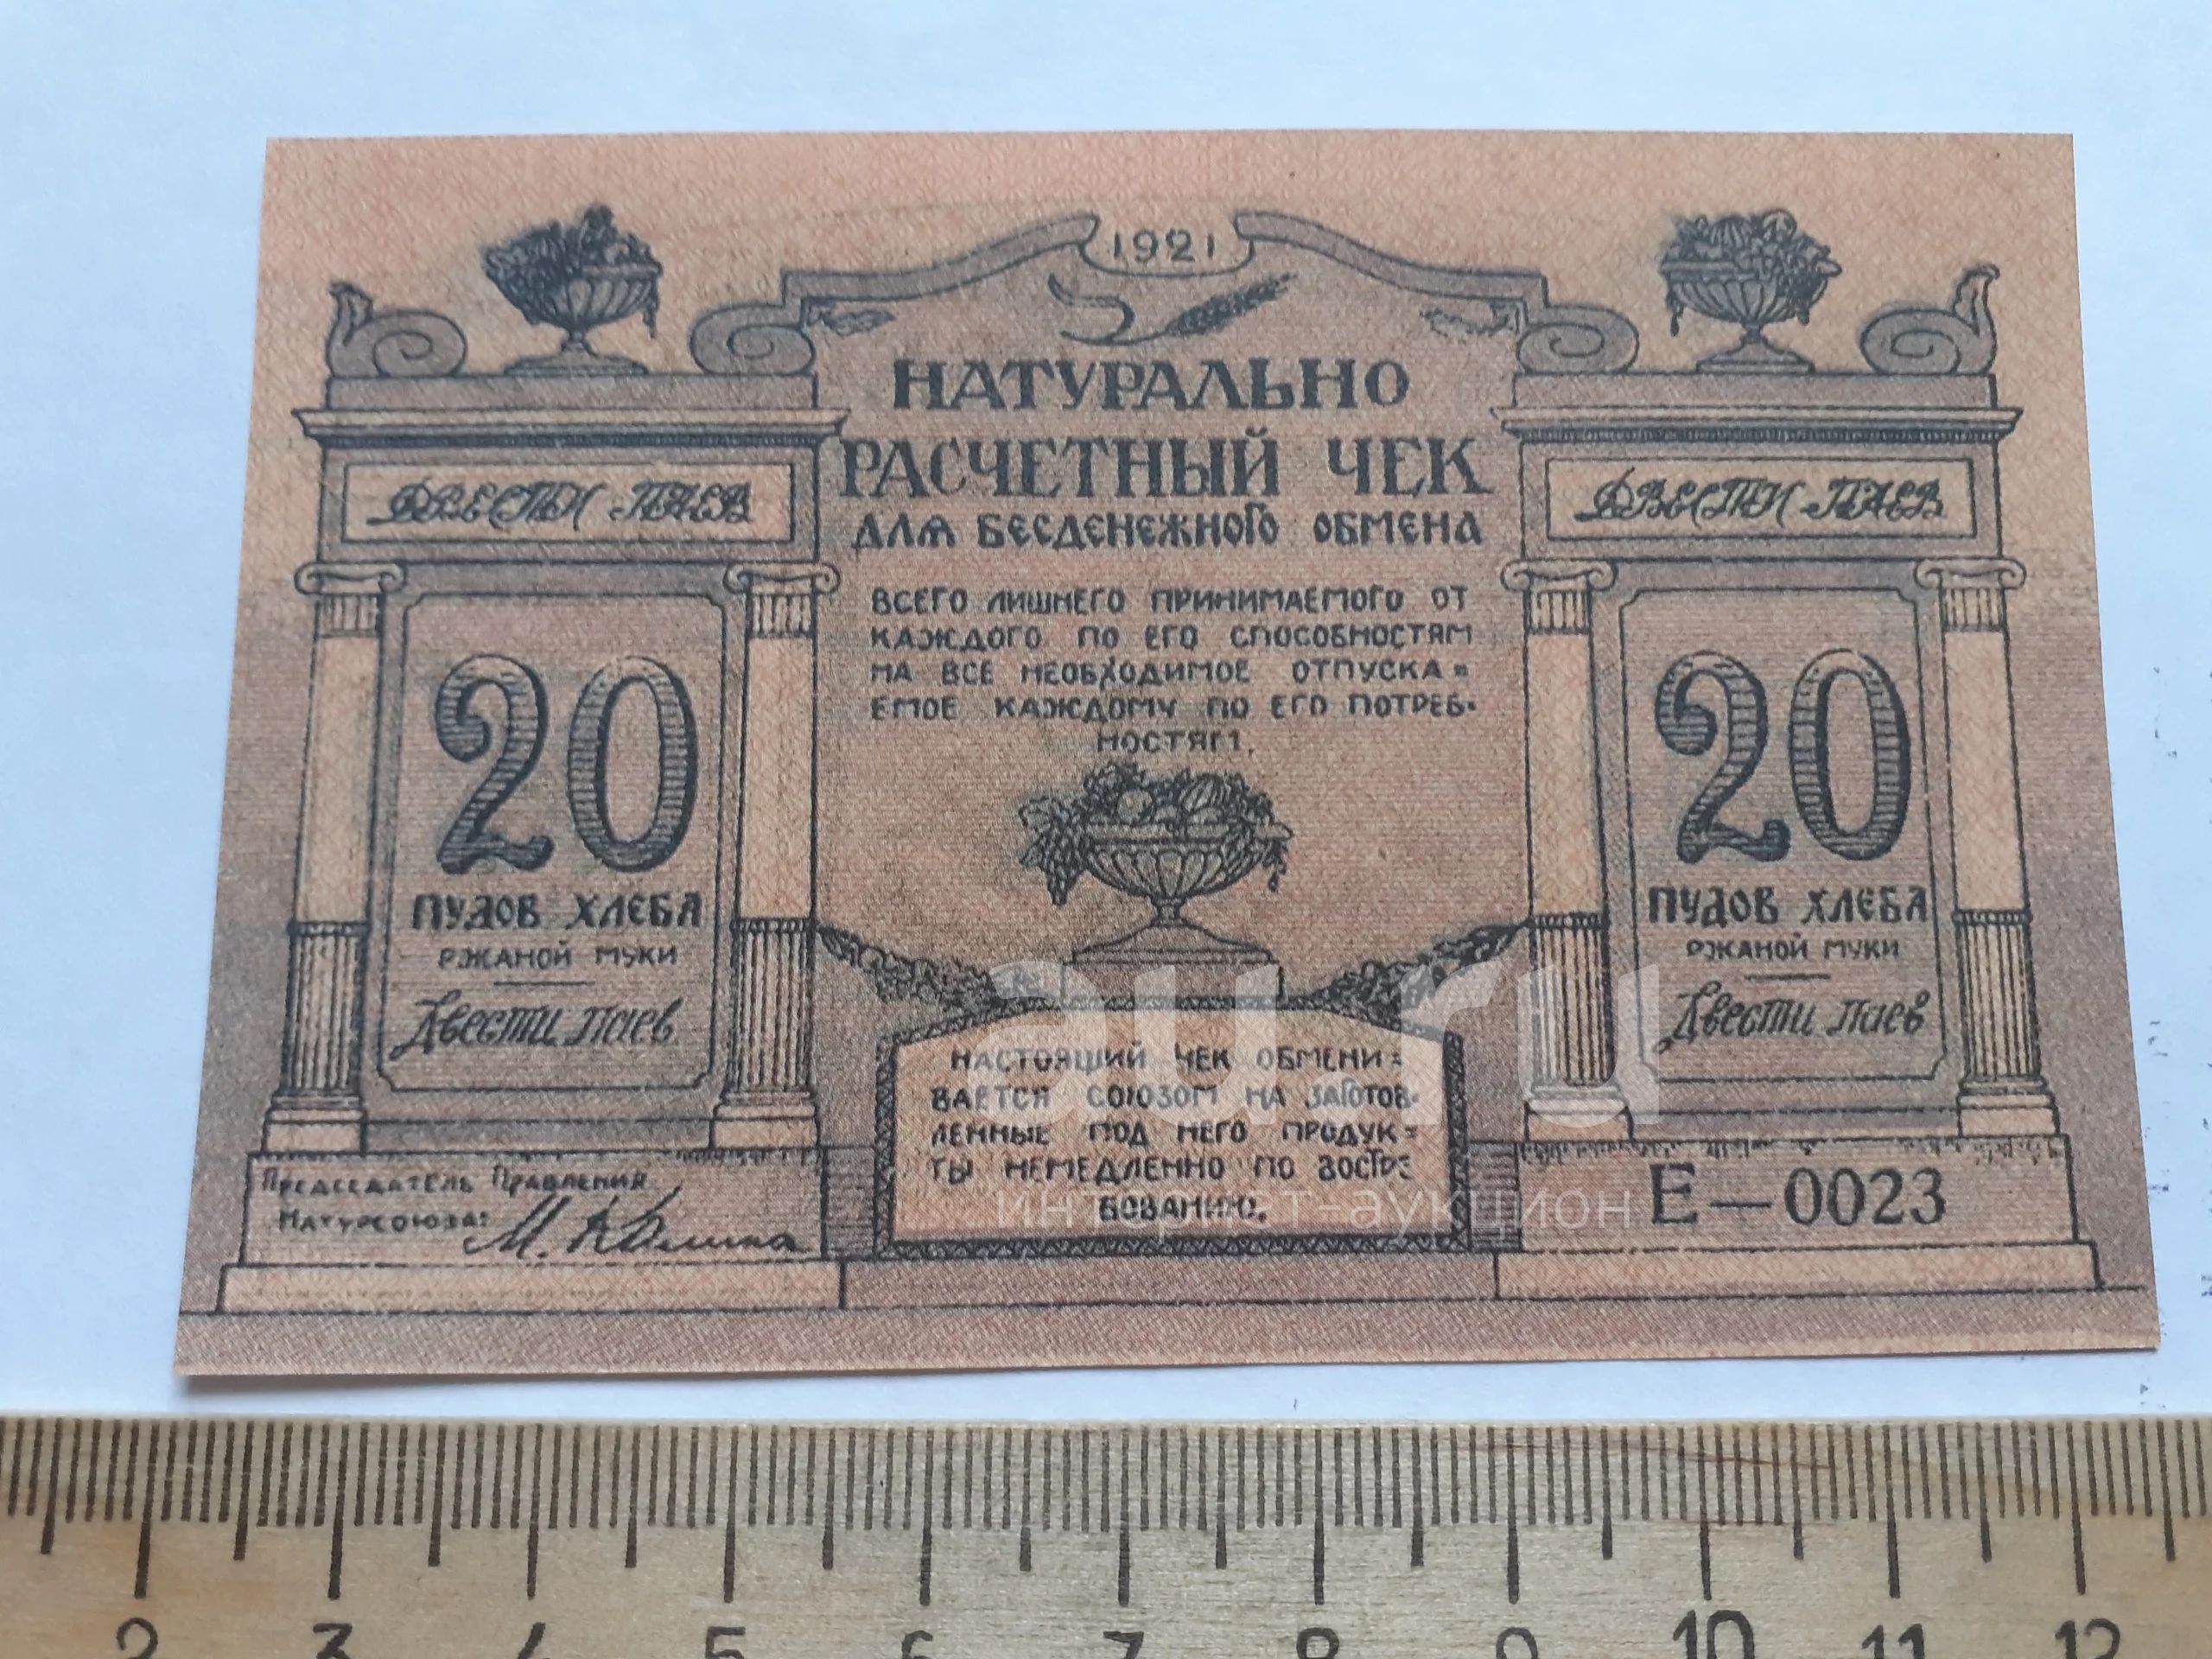 1921
НАТУРАЛЬНО
РАСЧЕТНЫЙ ЧЕК
ДЛЯ БЕСДЕНЕЖНОГО ОБМЕНА
ДВЕСТИ ПАЕВ
ДВЕСТИ ПАЕВ
ВСЕГО ЛИШНЕГО ПРИНИМАЕМОГО ОТ
КАЖДОГО ПО ЕГО СПОСОБНОСТЯМ
НА ВСЕ НЕОБХОДИМОЕ ОТПУСКА=
ЕМОЕ КАЖДОМУ ПО ЕГО ПОТРЕБ-
НОСТЯМ.
20
ПУДОВ ХЛЕБА
РЖАНОЙ МУКИ
Двести паев
20
ПУДОВ ХЛЕБА
РЖАНОЙ МУКИ
Двести паев
НАСТОЯЩИЙ ЧЕК ОБМЕНИ=
ВАЕТСЯ СОЮЗОМ НА ЗАГОТОВ-
ЛЕННЫЕ ПОД НЕГО ПРОДУК=
ТЫ НЕМЕДЛЕННО ПО ВОСТРЕ
БОВАНИЮ.
Председатель Правления
Натурсоюза:
Е—0023
au.ru
интернет-аукцион
2 3 4 5 6 7 8 9 10 11 12